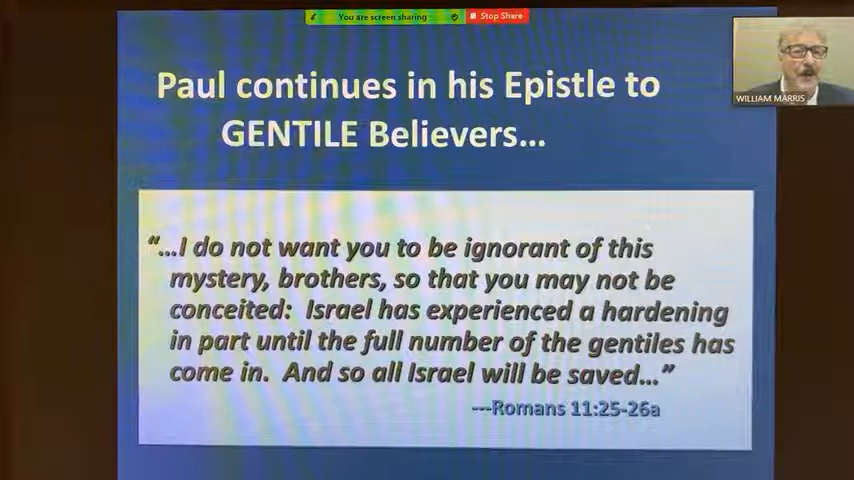 You are screen sharing
Stop Share
Paul continues in his Epistle to
GENTILE Believers...
WILLIAM MARRIS
“...I do not want you to be ignorant of this
mystery, brothers, so that you may not be
conceited:  Israel has experienced a hardening
in part until the full number of the gentiles has
come in.  And so all Israel will be saved...”
---Romans 11:25-26a